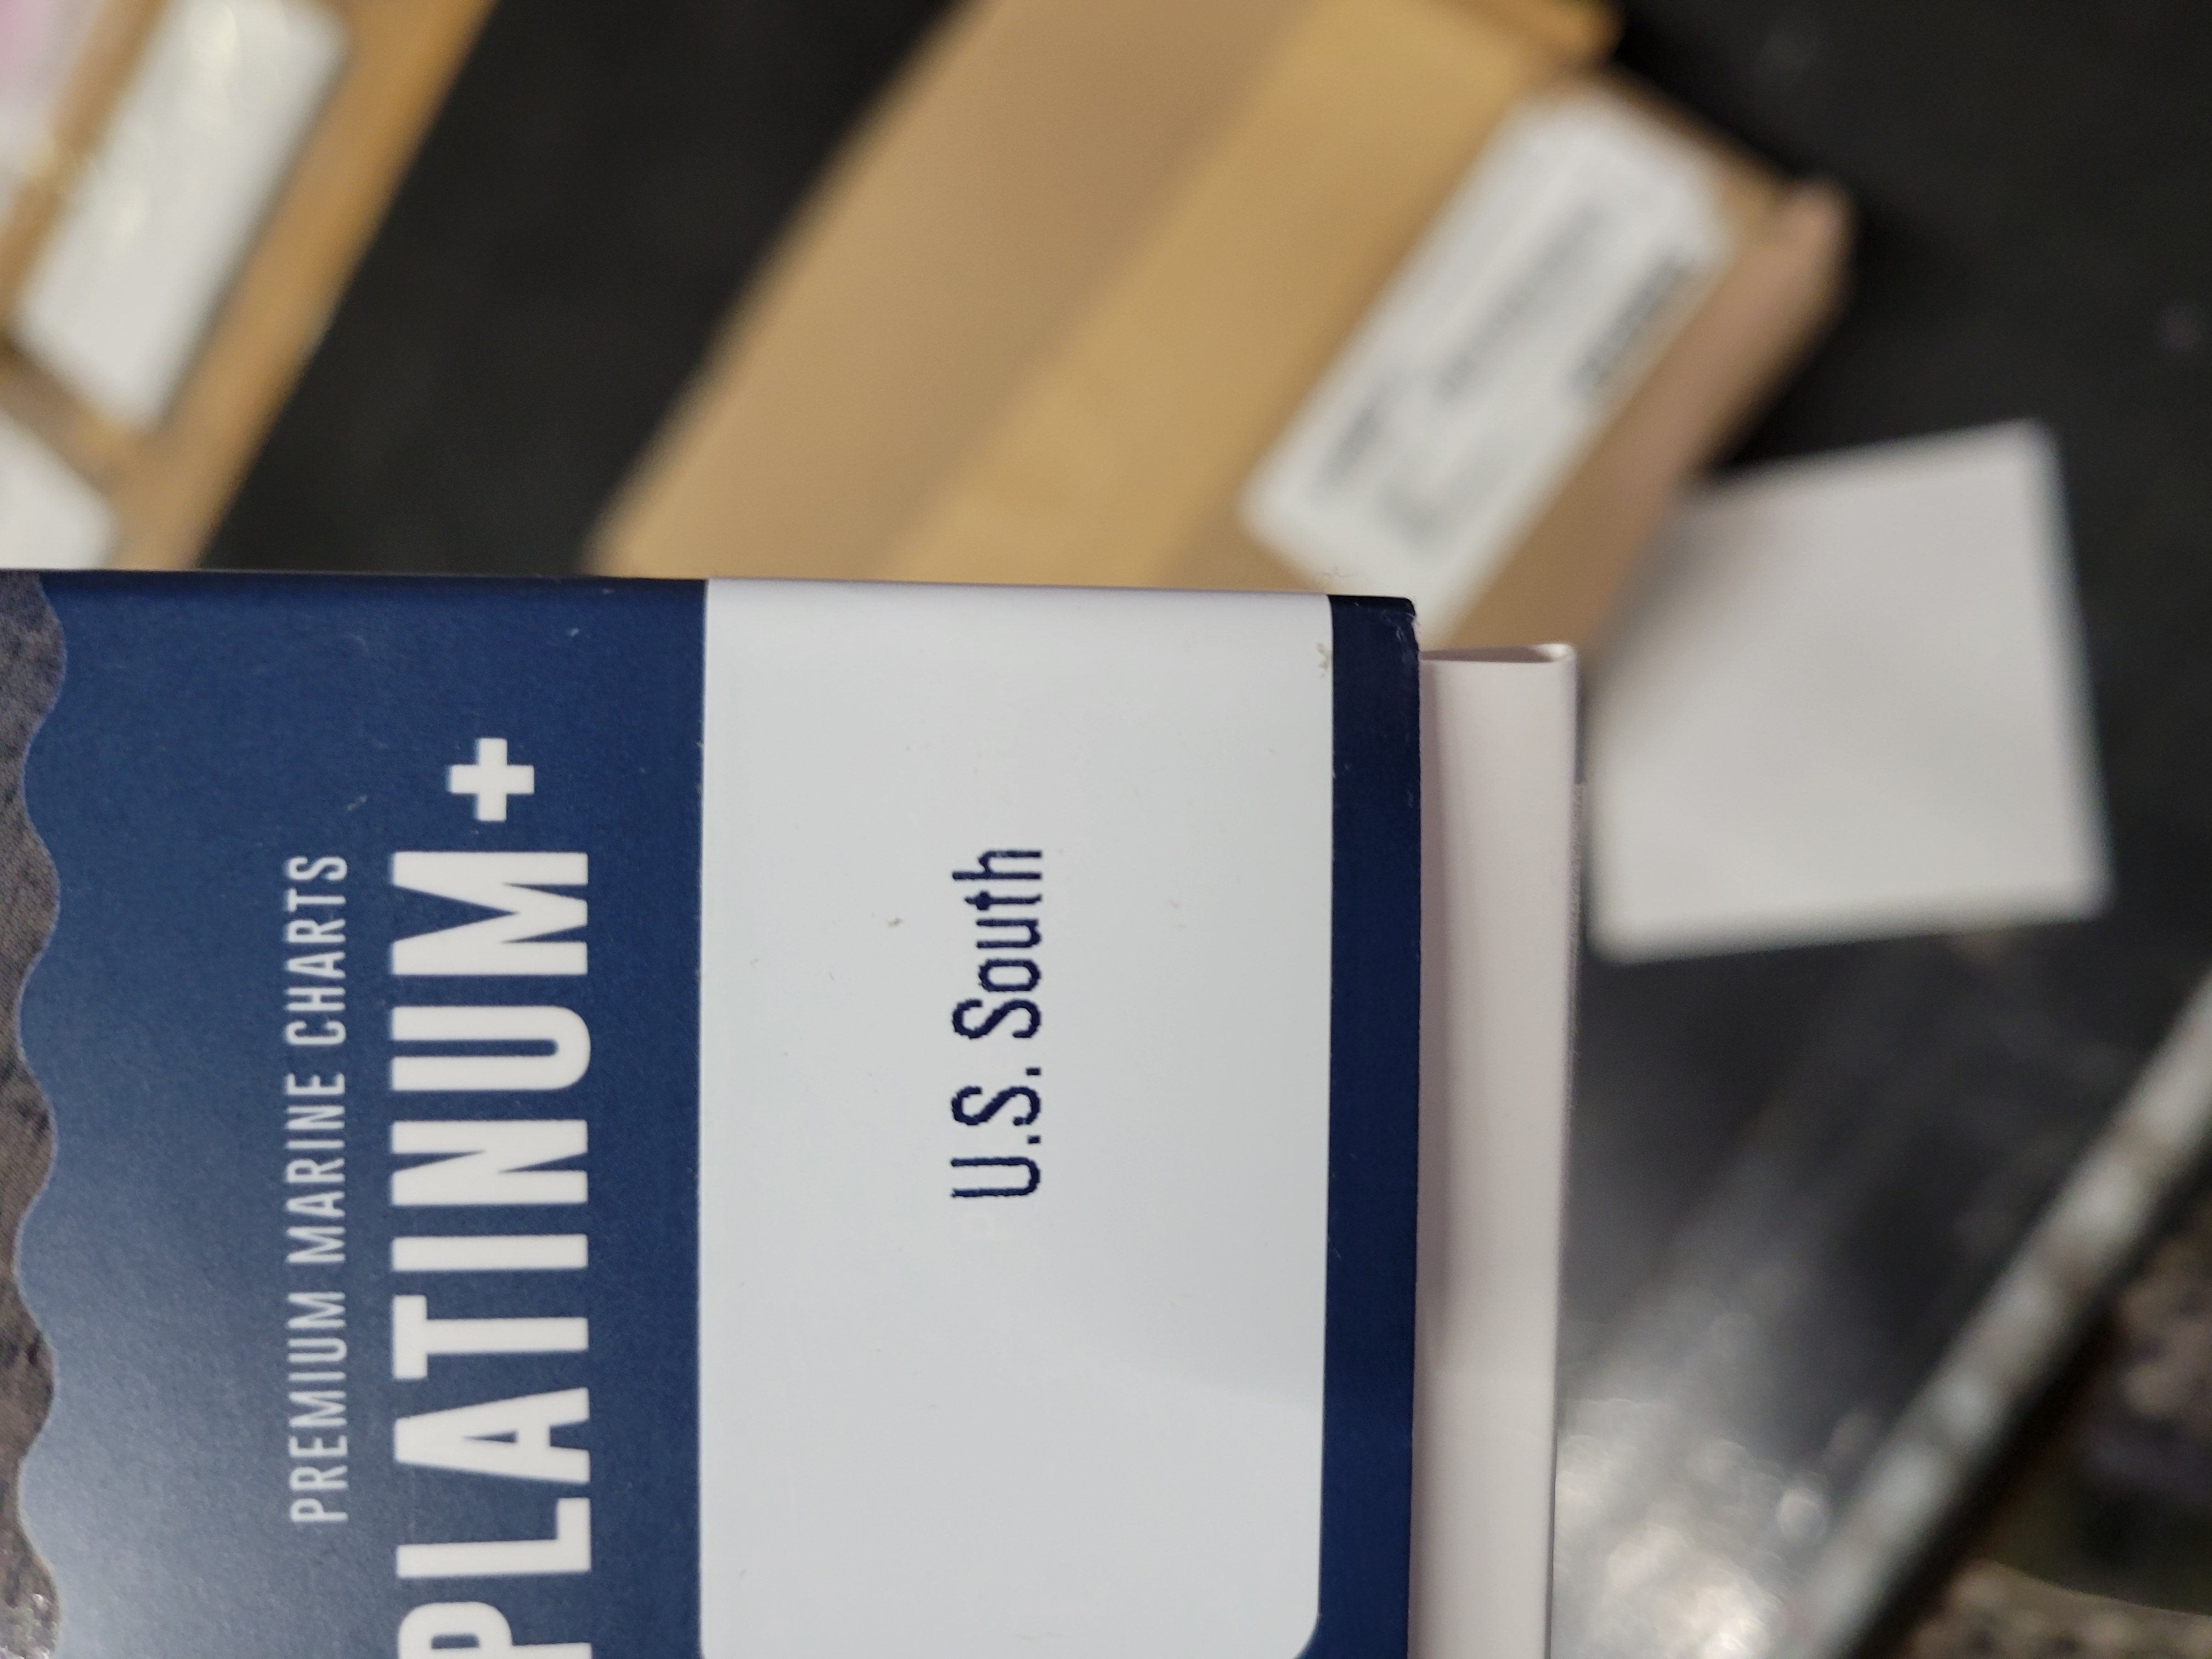 PREMIUM MARINE CHARTS
PLATINUM+
U.S. South